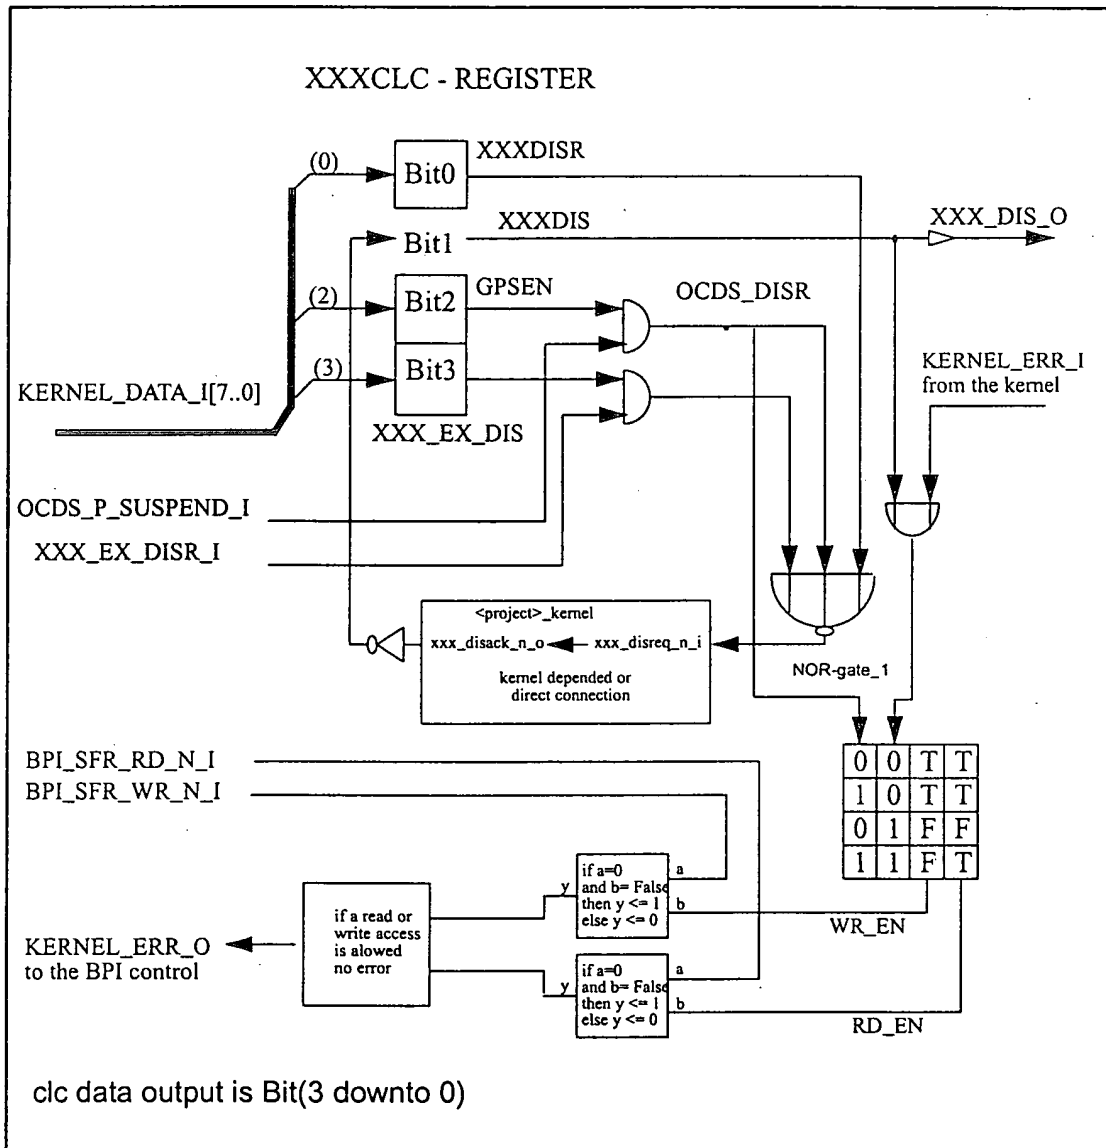 XXXCLC - REGISTER
(0)
Bit0
XXXDISR
Bit1
XXXDIS
XXX_DIS_O
(2)
Bit2
GPSEN
OCDS_DISR
(3)
Bit3
KERNEL_DATA_I[7..0]
XXX_EX_DIS
KERNEL_ERR_I
from the kernel
OCDS_P_SUSPEND_I
XXX_EX_DISR_I
<project>_kernel
xxx_disack_n_o
xxx_disreq_n_i
kernel depended or
direct connection
NOR-gate_1
0 0 T T
1 0 T T
0 1 F F
1 1 F T
BPI_SFR_RD_N_I
BPI_SFR_WR_N_I
y
if a=0
and b= False
then y <= 1
else y <= 0
a
b
WR_EN
if a read or
write access
is alowed
no error
KERNEL_ERR_O
to the BPI control
y
if a=0
and b= False
then y <= 1
else y <= 0
a
b
RD_EN
clc data output is Bit(3 downto 0)